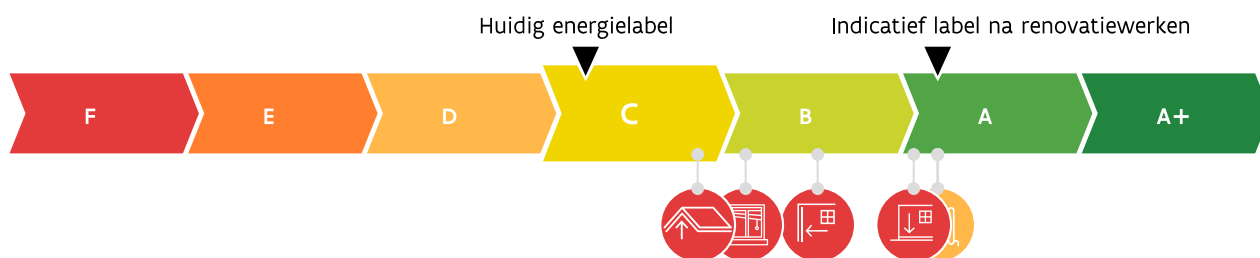 Huidig energielabel
Indicatief label na renovatiewerken
F
E
D
C
B
A
A+